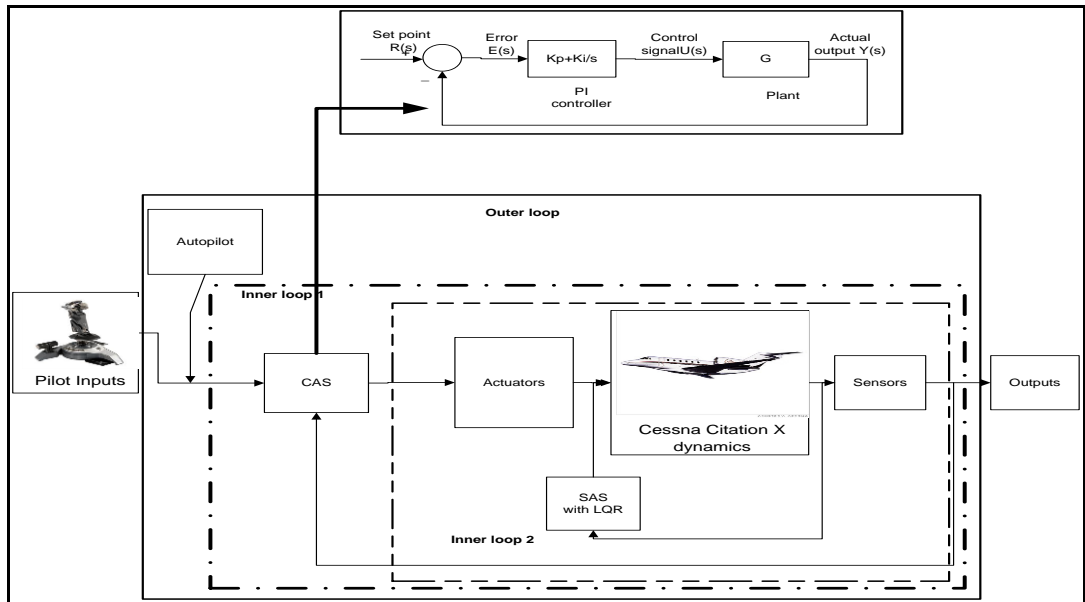 Set point
R(s)
+
_
Error
E(s)
Kp+Ki/s
PI
controller
Control
signalU(s)
G
Plant
Actual
output Y(s)
Outer loop
Autopilot
Inner loop 1
Pilot Inputs
CAS
Actuators
Cessna Citation X
dynamics
Sensors
Outputs
SAS
with LQR
Inner loop 2